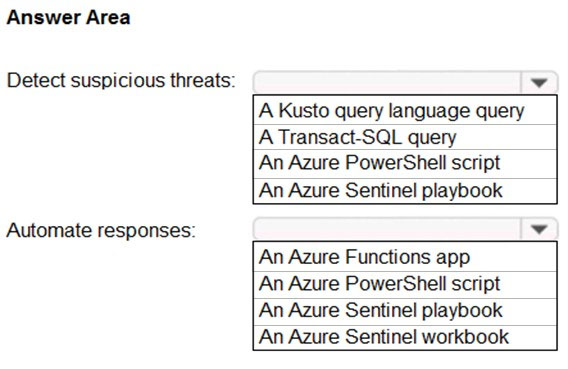 Answer Area
Detect suspicious threats:
A Kusto query language query
A Transact-SQL query
An Azure PowerShell script
An Azure Sentinel playbook
Automate responses:
An Azure Functions app
An Azure PowerShell script
An Azure Sentinel playbook
An Azure Sentinel workbook